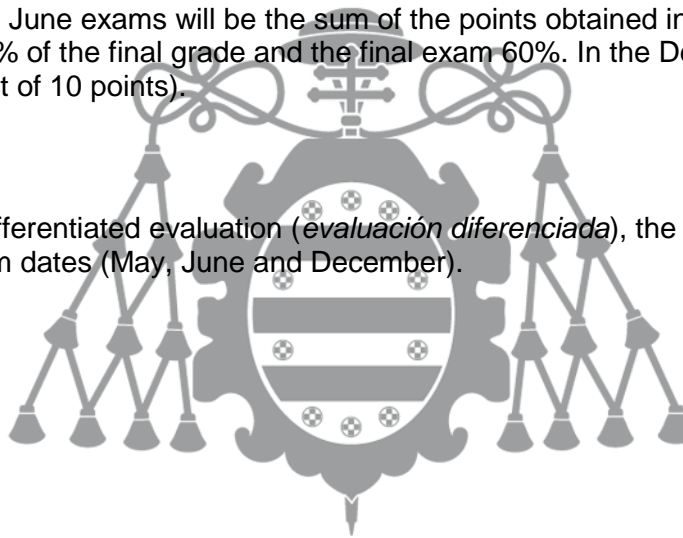 June exams will be the sum of the points obtained in
% of the final grade and the final exam 60%. In the De
t of 10 points).
fferentiated evaluation (evaluación diferenciada), the
n dates (May, June and December).